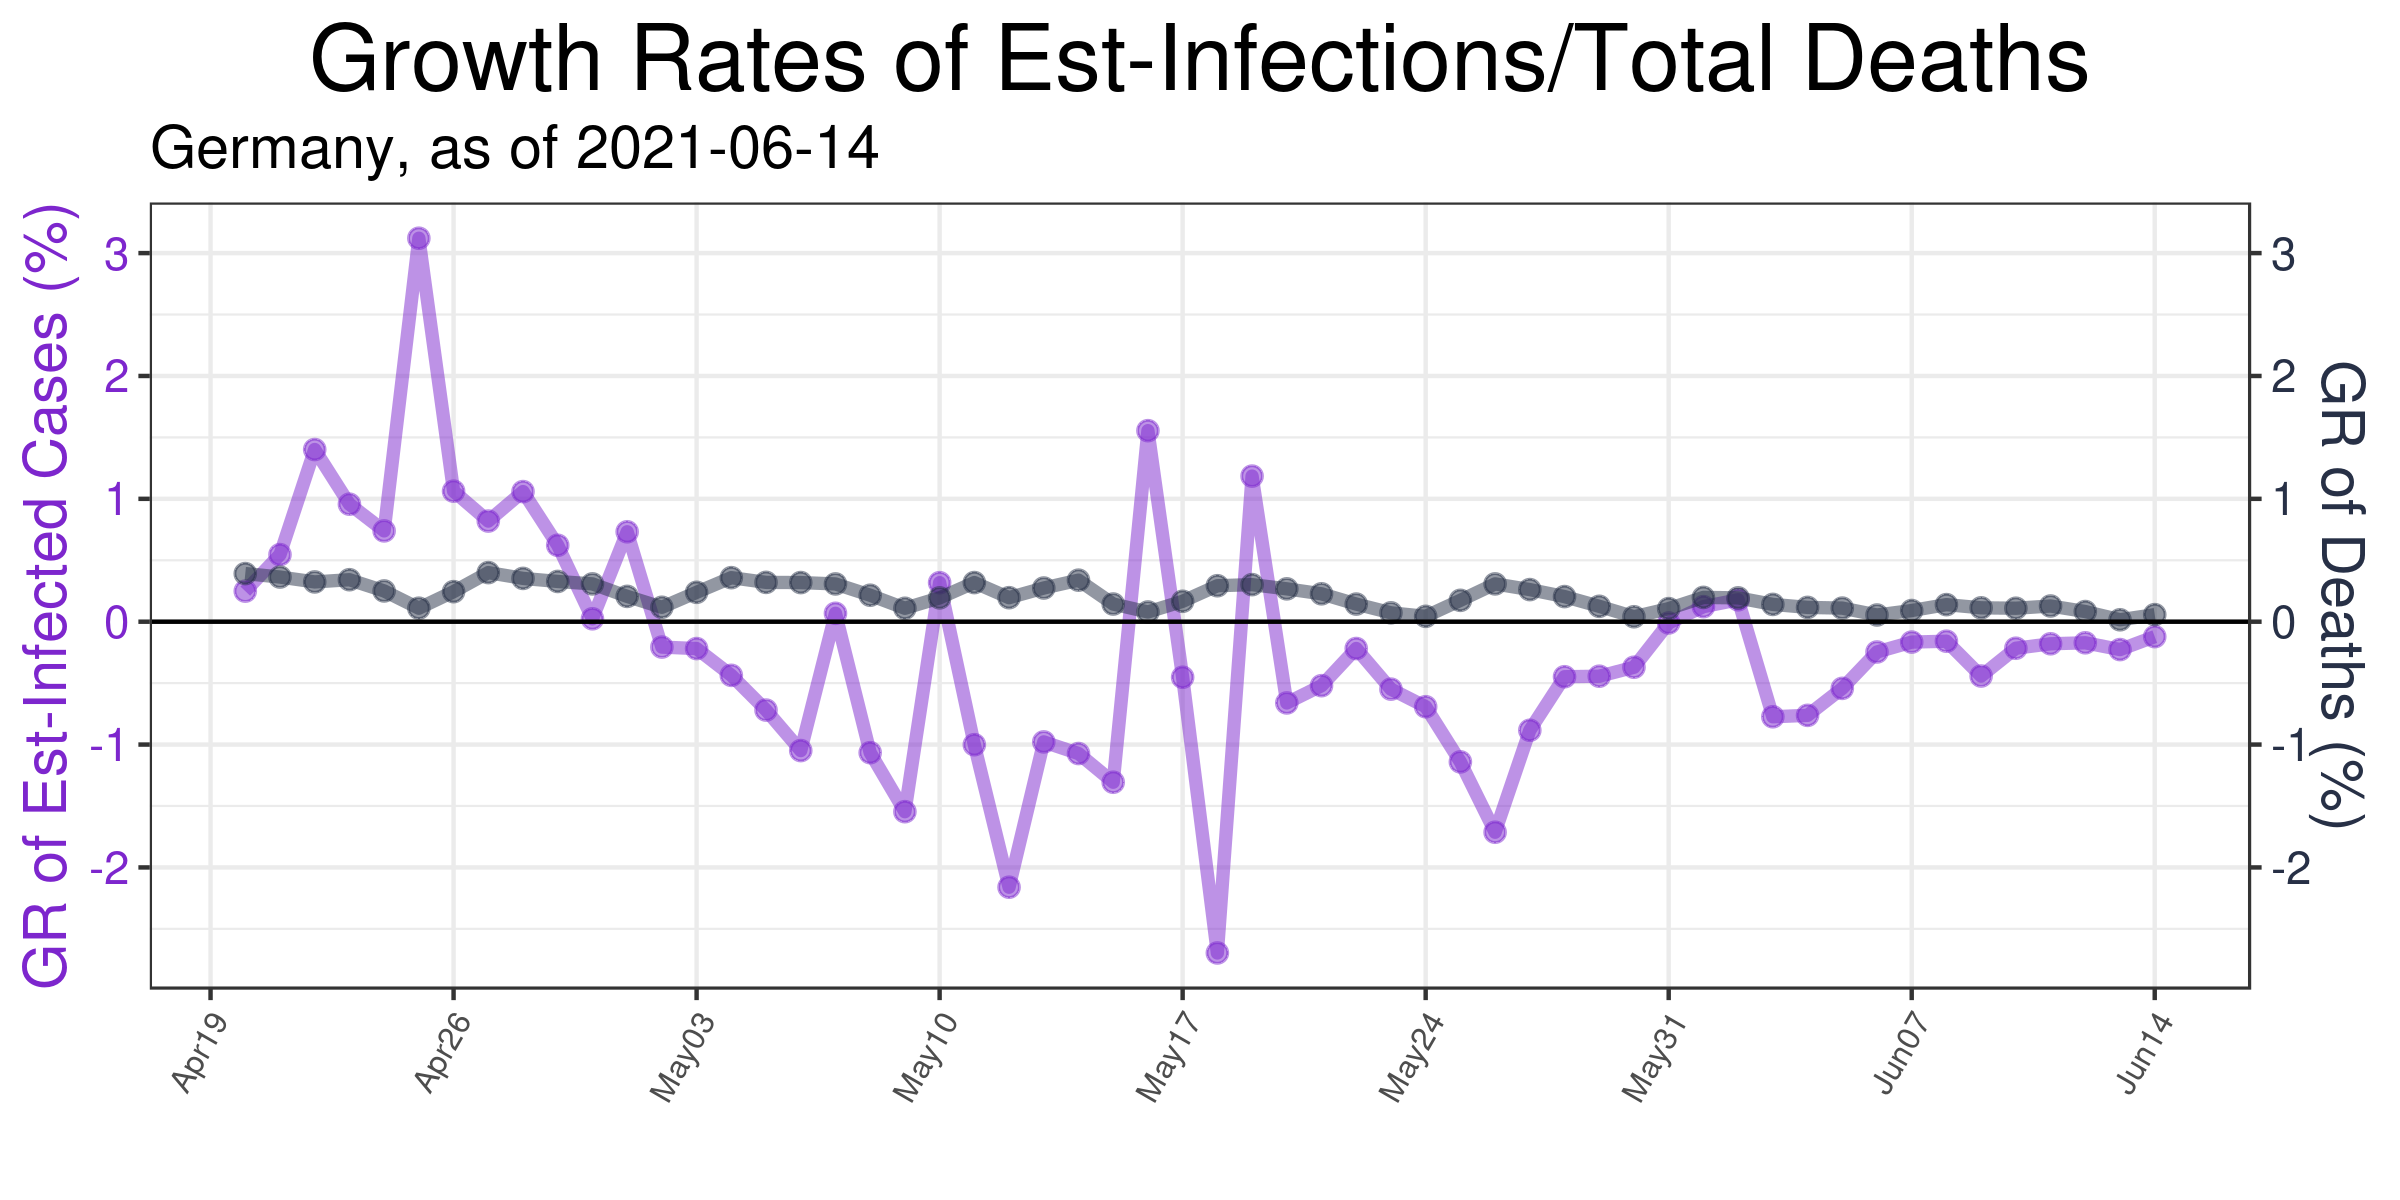 Growth Rates of Est-Infections/Total Deaths
Germany, as of 2021-06-14
GR of Est-Infected Cases (%)
3
2
1
0
-1
-2
3
2
1
0
-1
-2
GR of Deaths (%)
Apr19
Apr26
May03
May10
May17
May24
May31
Jun07
Jun14